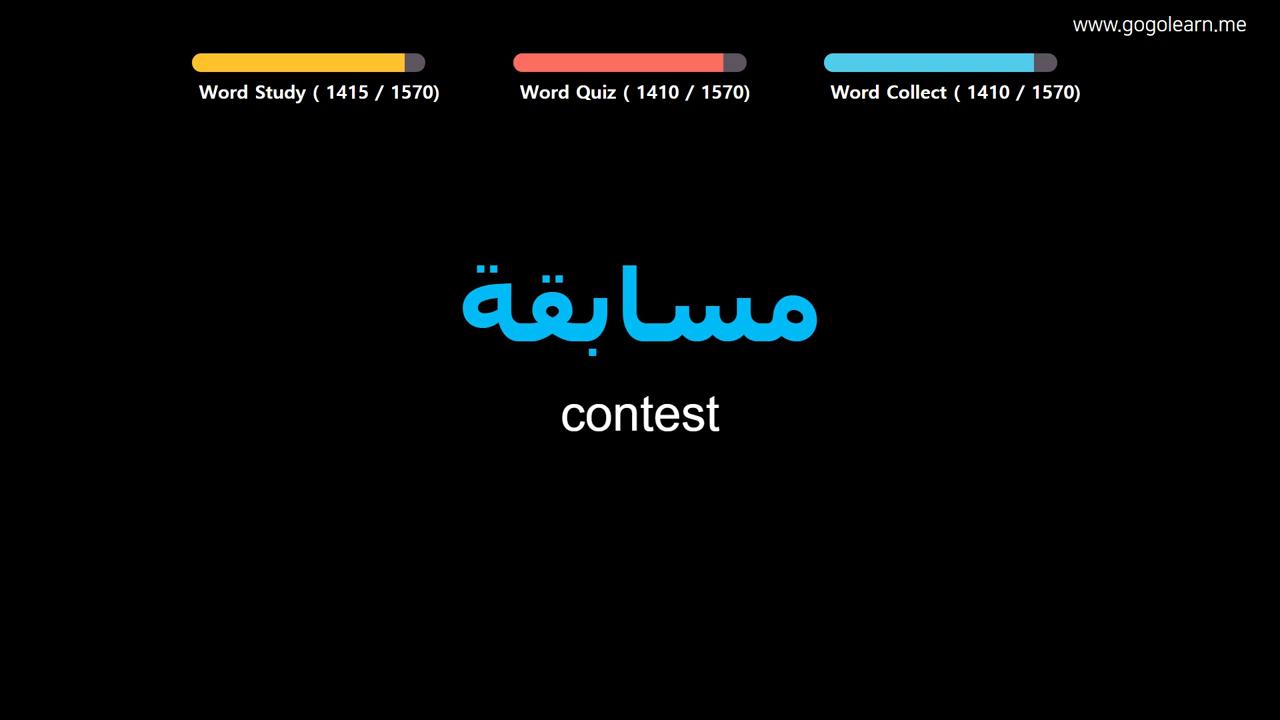 www.gogolearn.me
Word Study ( 1415 / 1570)
Word Quiz ( 1410 / 1570)
Word Collect ( 1410 / 1570)
مسابقة
contest